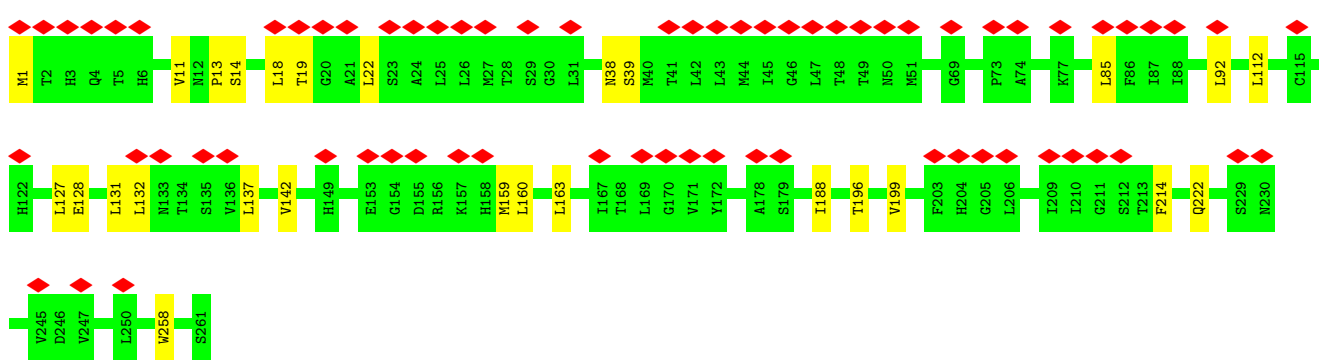 M1 T2 H3 Q4 T5 H6 V11 N12 P13 S14 L18 T19 G20 A21 L22 S23 A24 L25 L26 M27 T28 S29 G30 L31 N38 S39 M40 T41 L42 L43 M44 I45 G46 L47 T48 T49 N50 M51 G69 P73 A74 K77 L85 F86 I87 I88 L92 L112 C115
H122 L127 E128 L131 L132 N133 T134 S135 V136 L137 V142 H149 E153 G154 D155 R156 K157 H158 M159 L160 L163 I167 T168 L169 G170 V171 Y172 A178 S179 I188 T196 V199 F203 H204 G205 L206 I209 I210 G211 S212 T213 F214 Q222 S229 N230
V245 D246 V247 L250 W258 S261